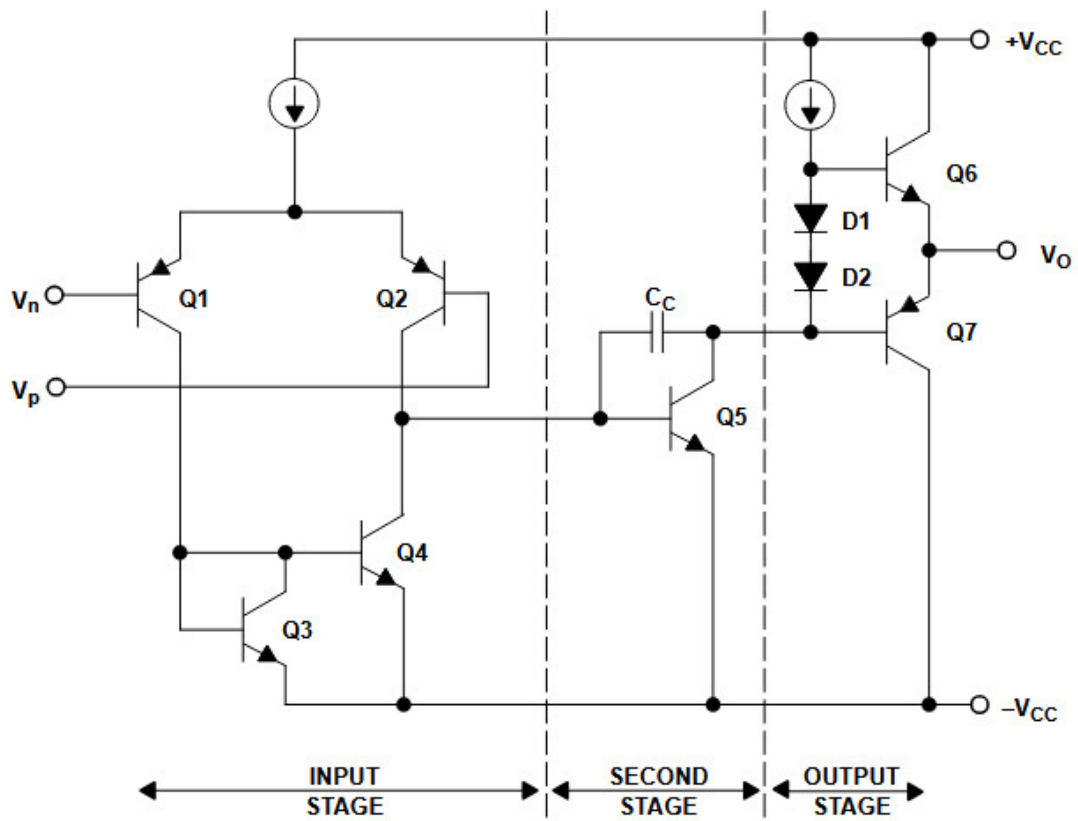 +VCC
Q6
D1
VO
Vn
Q1
Q2
D2
CC
Q7
Vp
Q5
Q4
Q3
–VCC
INPUT
STAGE
SECOND
STAGE
OUTPUT
STAGE